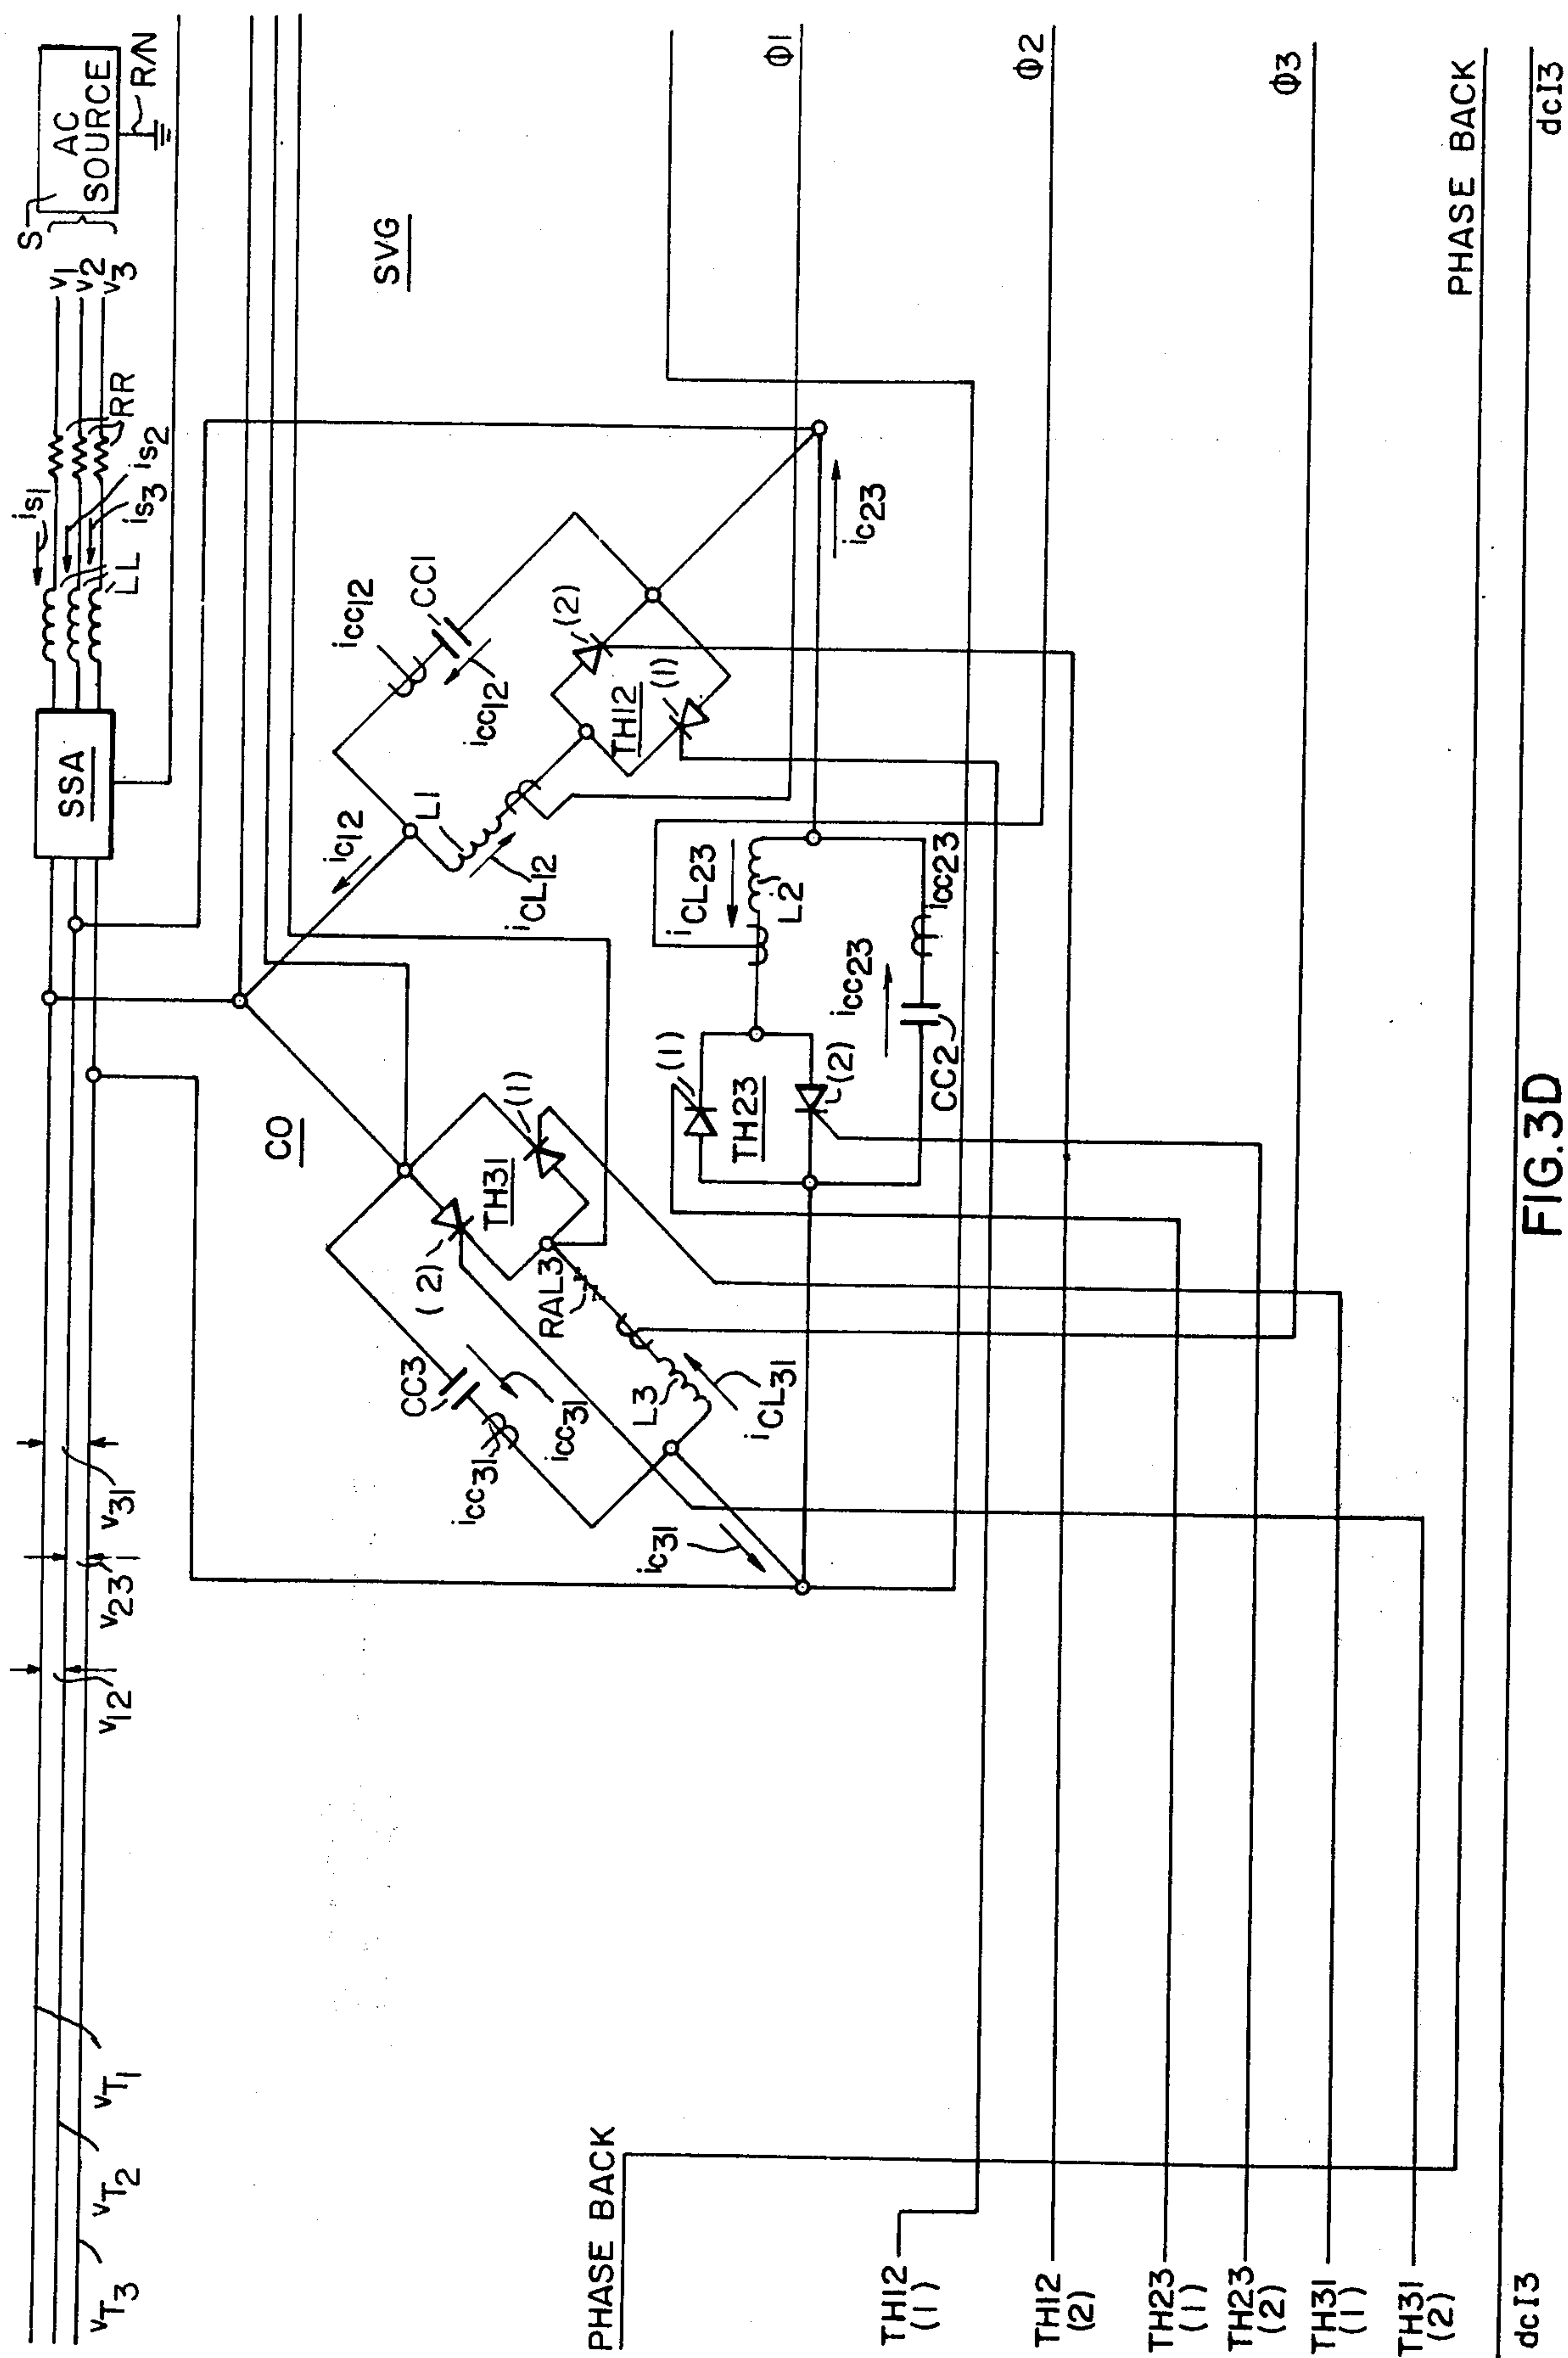 S
AC
SOURCE
R/N
v1
v2
v3
RR
is1
is2
is3
LL
SSA
v31
v23
v12
vT1
vT2
vT3
SVG
CO
ic12
L1
iCL12
icc12
icc12
CC1
(2)
TH12
(1)
ic23
iCL23
L2
icc23
icc23
CC2
(1)
TH23
(2)
(1)
TH31
(2)
RAL3
CC3
icc31
icc31
L3
iCL31
ic31
Φ1
Φ2
Φ3
PHASE BACK
dc13
PHASE BACK
TH12
(1)
TH12
(2)
TH23
(1)
TH23
(2)
TH31
(1)
TH31
(2)
dc13
FIG.3D